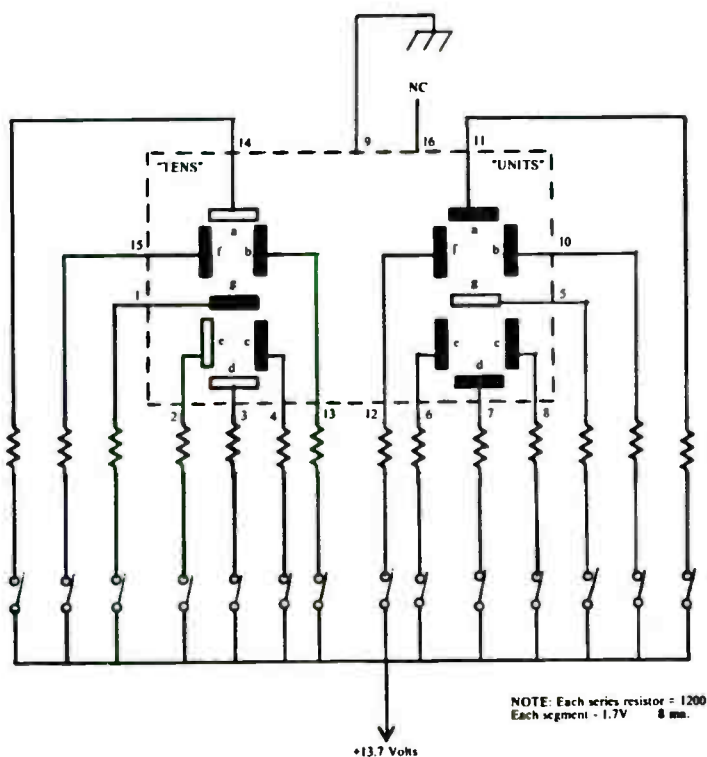 NC
14
9
16
11
"TENS"
"UNITS"
a
a
15
f
b
f
b
10
1
g
g
5
e
c
e
c
d
d
2
3
4
13
12
6
7
8
NOTE: Each series resistor = 1200
Each segment - 1.7V 8 ma.
+13.7 Volts